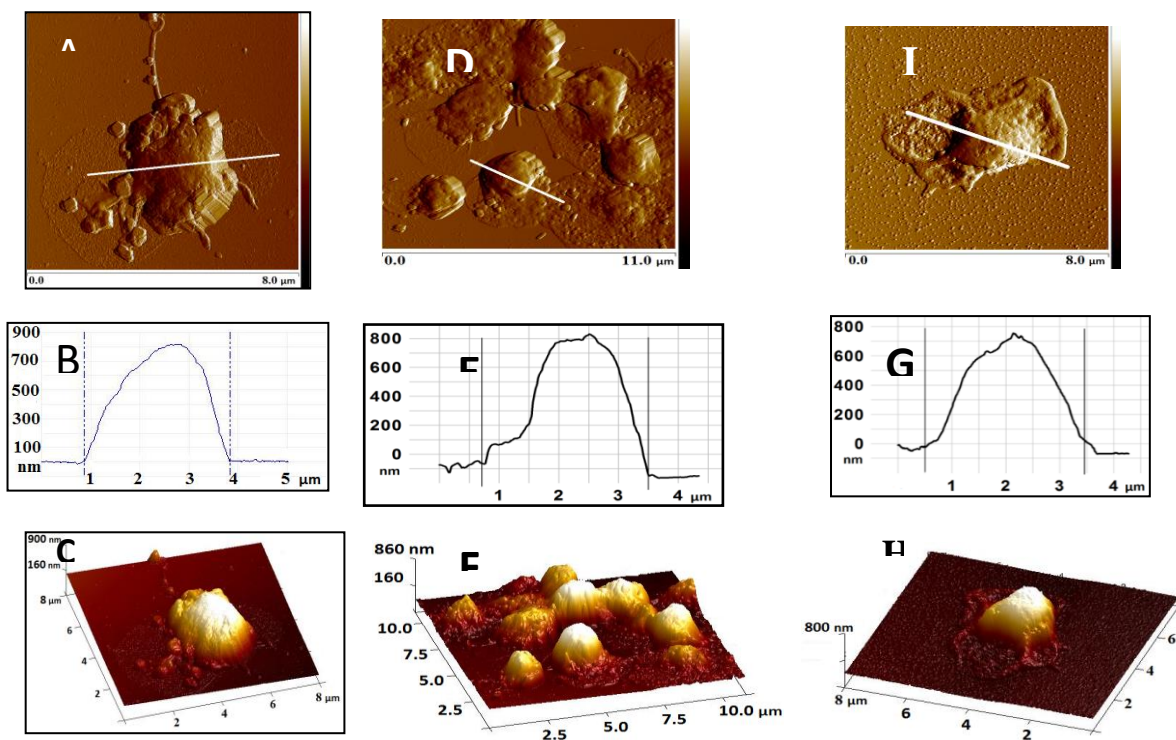 A
0.0 8.0 µm
D
0.0 11.0 µm
I
0.0 8.0 µm
B
900
700
500
300
100
nm
1 2 3 4 5 µm
800
600
400
200
0
nm
1 2 3 4 µm
G
800
600
400
200
0
nm
1 2 3 4 µm
C
900 nm
160 nm
8 µm
6
4
2
2 4 6 8 µm
860 nm
160
10.0
7.5
5.0
2.5
2.5 5.0 7.5 10.0 µm
H
800 nm
8 µm 6 4 2
6
4
2